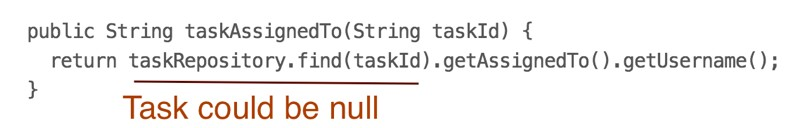 public String taskAssignedTo(String taskId) {
return taskRepository.find(taskId).getAssignedTo().getUsername();
}
Task could be null